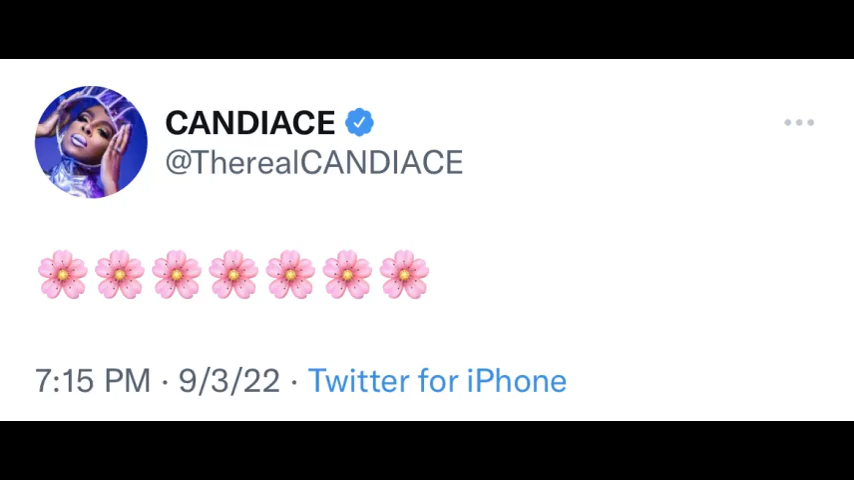 CANDIACE
@TherealCANDIACE
🌸🌸🌸🌸🌸🌸🌸
7:15 PM · 9/3/22 · Twitter for iPhone